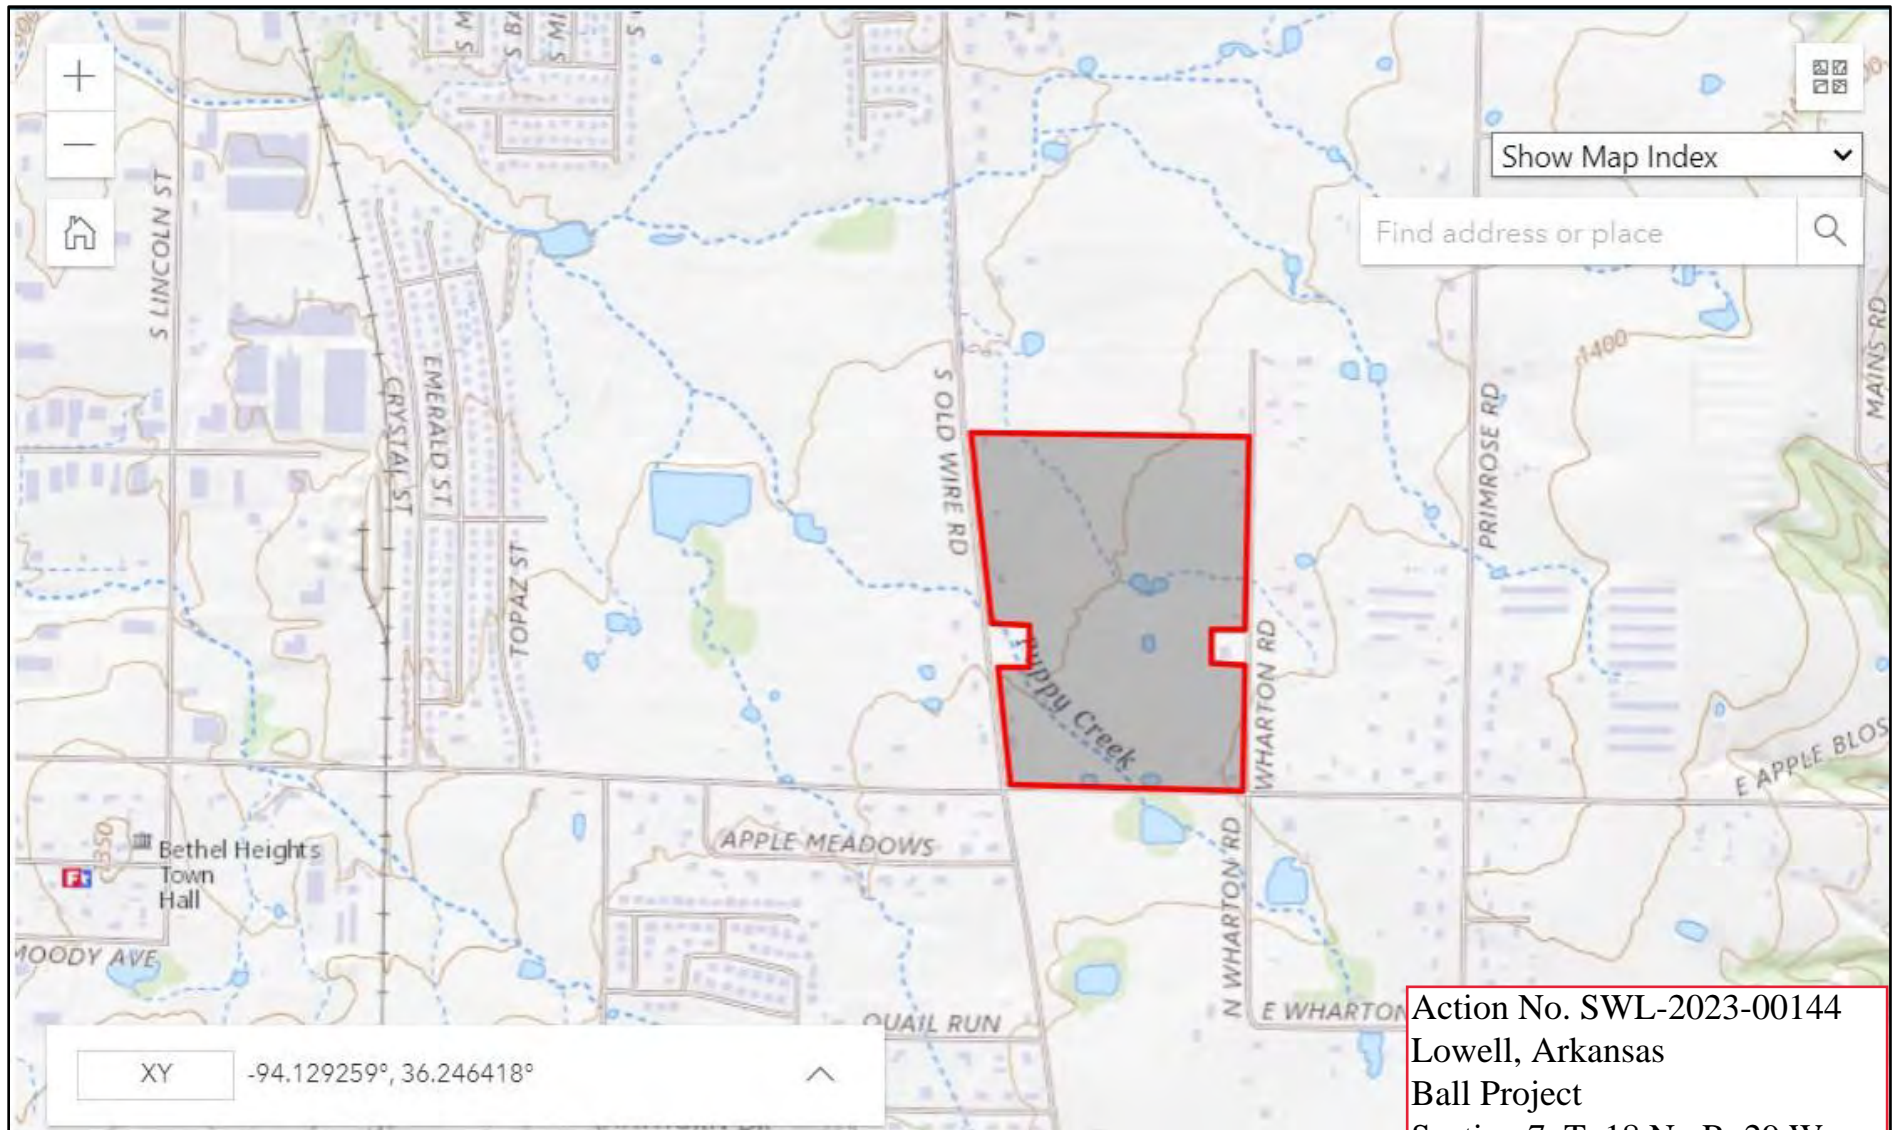 S LINCOLN ST
CRYSTAL ST
EMERALD ST
TOPAZ ST
S OLD WIRE RD
Puppy Creek
WHARTON RD
PRIMROSE RD
MAINS RD
1400
Show Map Index
Find address or place
E APPLE BLOS
1350
Bethel Heights
Town
Hall
APPLE MEADOWS
N WHARTON RD
MOODY AVE
QUAIL RUN
E WHARTON
XY
-94.129259°, 36.246418°
Action No. SWL-2023-00144
Lowell, Arkansas
Ball Project